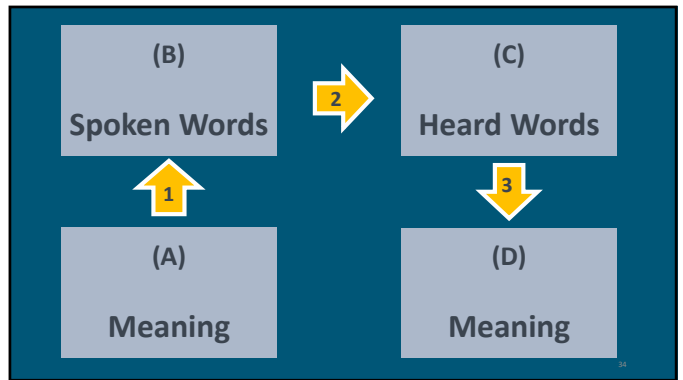 (B)
Spoken Words
2
(C)
Heard Words
1
3
(A)
Meaning
(D)
Meaning
34